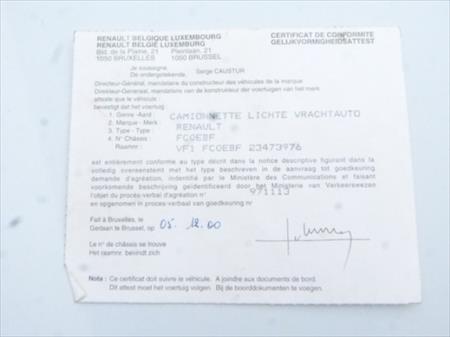 RENAULT BELGIQUE LUXEMBOURG CERTIFICAT DE CONFORMITE
RENAULT BELGIË LUXEMBURG GELIJKVORMIGHEIDSATTEST
Bld. de la Plaine, 21 Pleinlaan, 21
1050 BRUXELLES 1050 BRUSSEL
Je soussigné,
De ondergetekende, Serge CAUSTUR
Directeur-Général, mandataire du constructeur des véhicules de la marque
Direkteur-Generaal, mandataris van de konstrukteur der voertuigen van het merk
atteste que le véhicule:
bevestigt dat het voertuig:
1. Genre - Aard : CAMIONNETTE LICHTE VRACHTAUTO
2. Marque - Merk : RENAULT
3. Type - Type : FC0EBF
4. N° Châssis :
Raamnr. : VF1 FC0EBF 23473976
est entièrement conforme au type décrit dans la notice descriptive figurant dans la
volledig overeenstemt met het type beschreven in de aanvraag tot goedkeuring
demande d'agréation, indentifié par le Ministère des Communications et faisant
voorkomende beschrijving geïdentificeerd door het Ministerie van Verkeerswezen
l'objet du procès-verbal d'agréation n° 971113
en opgenomen in proces-verbaal van goedkeuring nr
Fait à Bruxelles, le
Gedaan te Brussel, op 05. 12.00
Le n° de châssis se trouve
Het raamnr. bevindt zich
Nota : Ce certificat doit suivre le véhicule. A joindre aux documents de bord.
Dit attest moet het voertuig volgen. Bij de boorddokumenten te voegen.